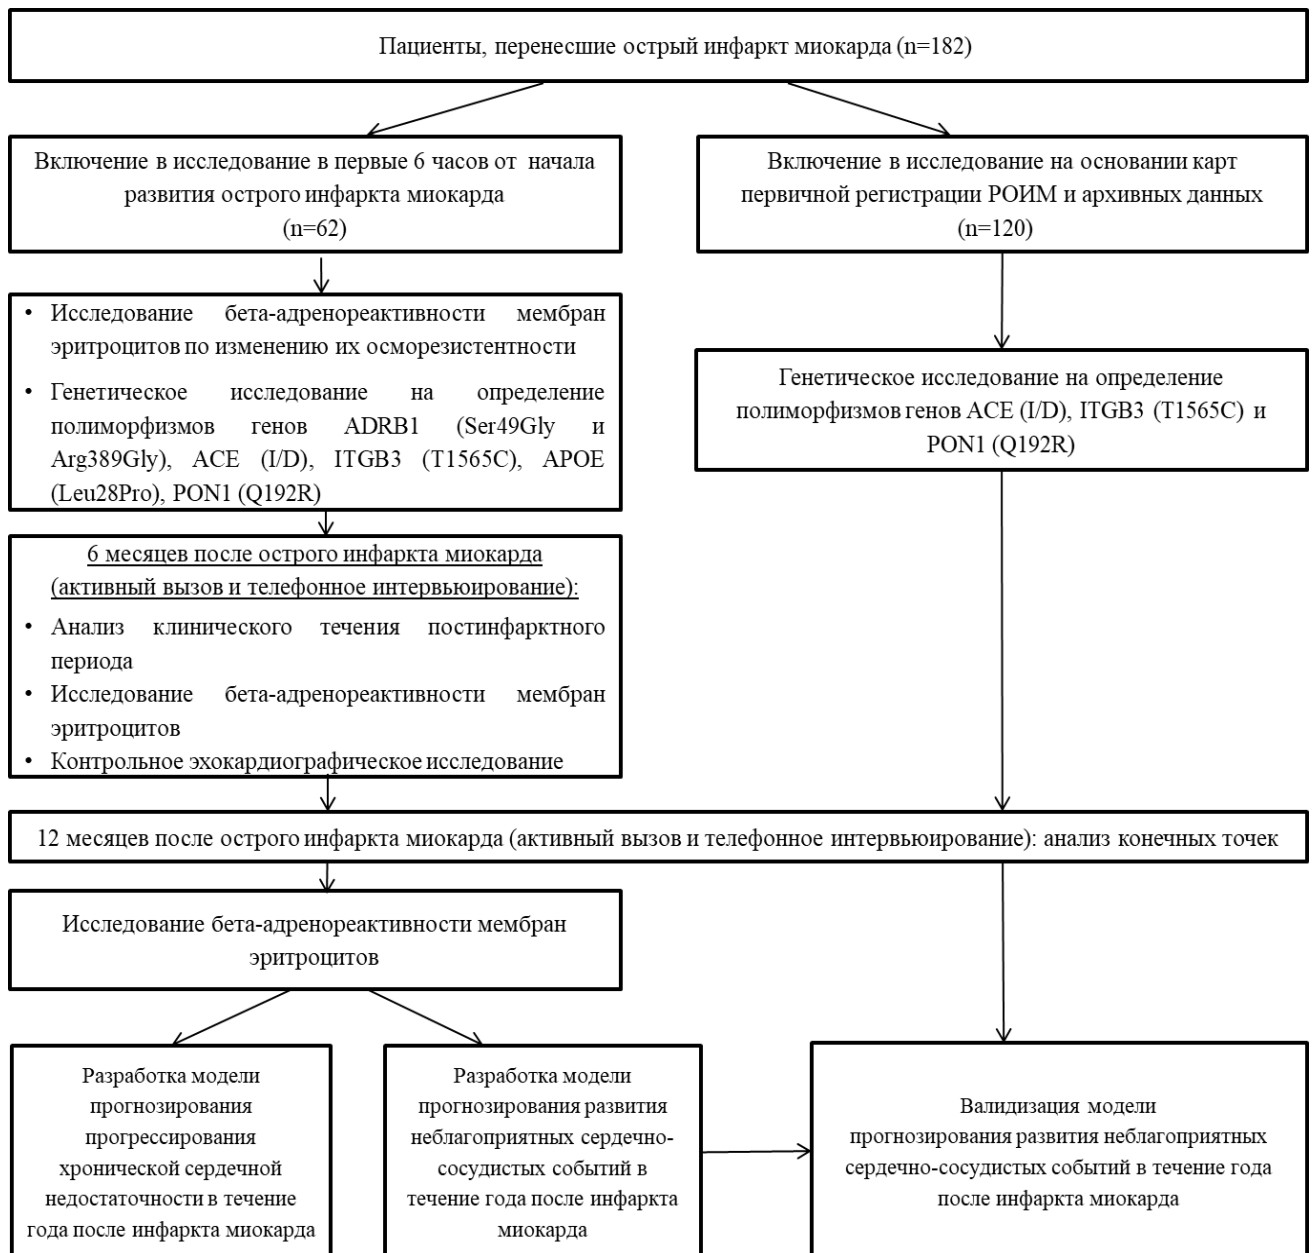 Пациенты, перенесшие острый инфаркт миокарда (n=182)
Включение в исследование в первые 6 часов от начала
развития острого инфаркта миокарда
(n=62)
Включение в исследование на основании карт
первичной регистрации РОИМ и архивных данных
(n=120)
• Исследование бета-адренореактивности мембран
эритроцитов по изменению их осморезистентности
• Генетическое исследование на определение
полиморфизмов генов ADRB1 (Ser49Gly и
Arg389Gly), ACE (I/D), ITGB3 (T1565C), APOE
(Leu28Pro), PON1 (Q192R)
Генетическое исследование на определение
полиморфизмов генов ACE (I/D), ITGB3 (T1565C) и
PON1 (Q192R)
6 месяцев после острого инфаркта миокарда
(активный вызов и телефонное интервьюирование):
• Анализ клинического течения постинфарктного
периода
• Исследование бета-адренореактивности мембран
эритроцитов
• Контрольное эхокардиографическое исследование
12 месяцев после острого инфаркта миокарда (активный вызов и телефонное интервьюирование): анализ конечных точек
Исследование бета-адренореактивности мембран
эритроцитов
Разработка модели
прогнозирования
прогрессирования
хронической сердечной
недостаточности в течение
года после инфаркта миокарда
Разработка модели
прогнозирования развития
неблагоприятных сердечно-
сосудистых событий в
течение года после инфаркта
миокарда
Валидизация модели
прогнозирования развития неблагоприятных
сердечно-сосудистых событий в течение года
после инфаркта миокарда